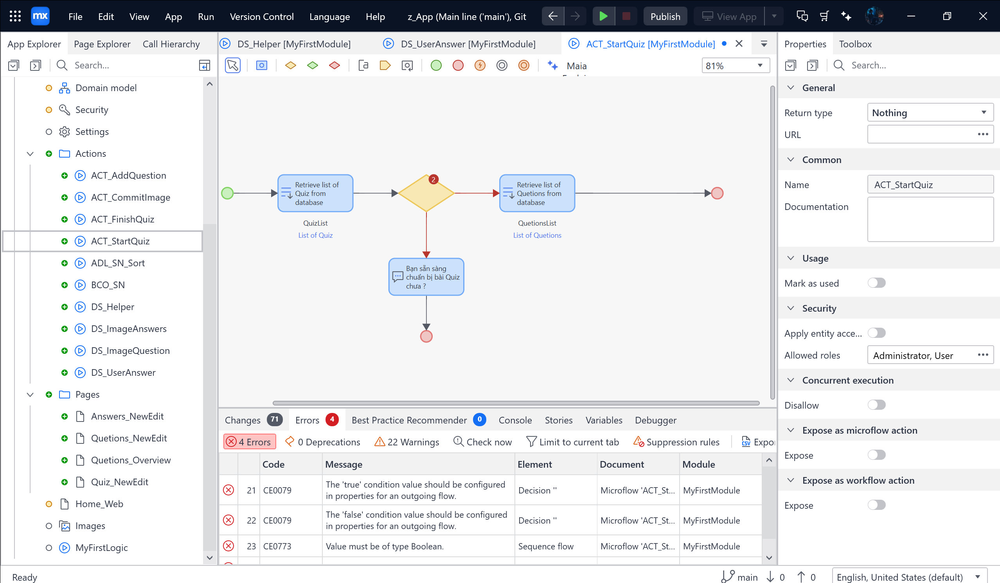 mx File Edit View App Run Version Control Language Help z_App (Main line ('main'), Git Publish View App
App Explorer Page Explorer Call Hierarchy
Search...
Domain model
Security
Settings
Actions
ACT_AddQuestion
ACT_CommitImage
ACT_FinishQuiz
ACT_StartQuiz
ADL_SN_Sort
BCO_SN
DS_Helper
DS_ImageAnswers
DS_ImageQuestion
DS_UserAnswer
Pages
Answers_NewEdit
Quetions_NewEdit
Quetions_Overview
Quiz_NewEdit
Home_Web
Images
MyFirstLogic
DS_Helper [MyFirstModule] DS_UserAnswer [MyFirstModule] ACT_StartQuiz [MyFirstModule]
Maia
81%
Retrieve list of
Quiz from
database
QuizList
List of Quiz
2
Retrieve list of
Quetions from
database
QuetionsList
List of Quetions
Bạn sẵn sàng
chuẩn bị bài Quiz
chưa ?
Changes 71 Errors 4 Best Practice Recommender 0 Console Stories Variables Debugger
4 Errors 0 Deprecations 22 Warnings Check now Limit to current tab Suppression rules CSV Expor
Code Message Element Document Module
21 CE0079 The 'true' condition value should be configured
in properties for an outgoing flow. Decision '' Microflow 'ACT_St... MyFirstModule
22 CE0079 The 'false' condition value should be configured
in properties for an outgoing flow. Decision '' Microflow 'ACT_St... MyFirstModule
23 CE0773 Value must be of type Boolean. Sequence flow Microflow 'ACT_St... MyFirstModule
Properties Toolbox
Search...
General
Return type Nothing
URL
Common
Name ACT_StartQuiz
Documentation
Usage
Mark as used
Security
Apply entity acce...
Allowed roles Administrator, User
Concurrent execution
Disallow
Expose as microflow action
Expose
Expose as workflow action
Expose
Ready main 0 0 English, United States (default)